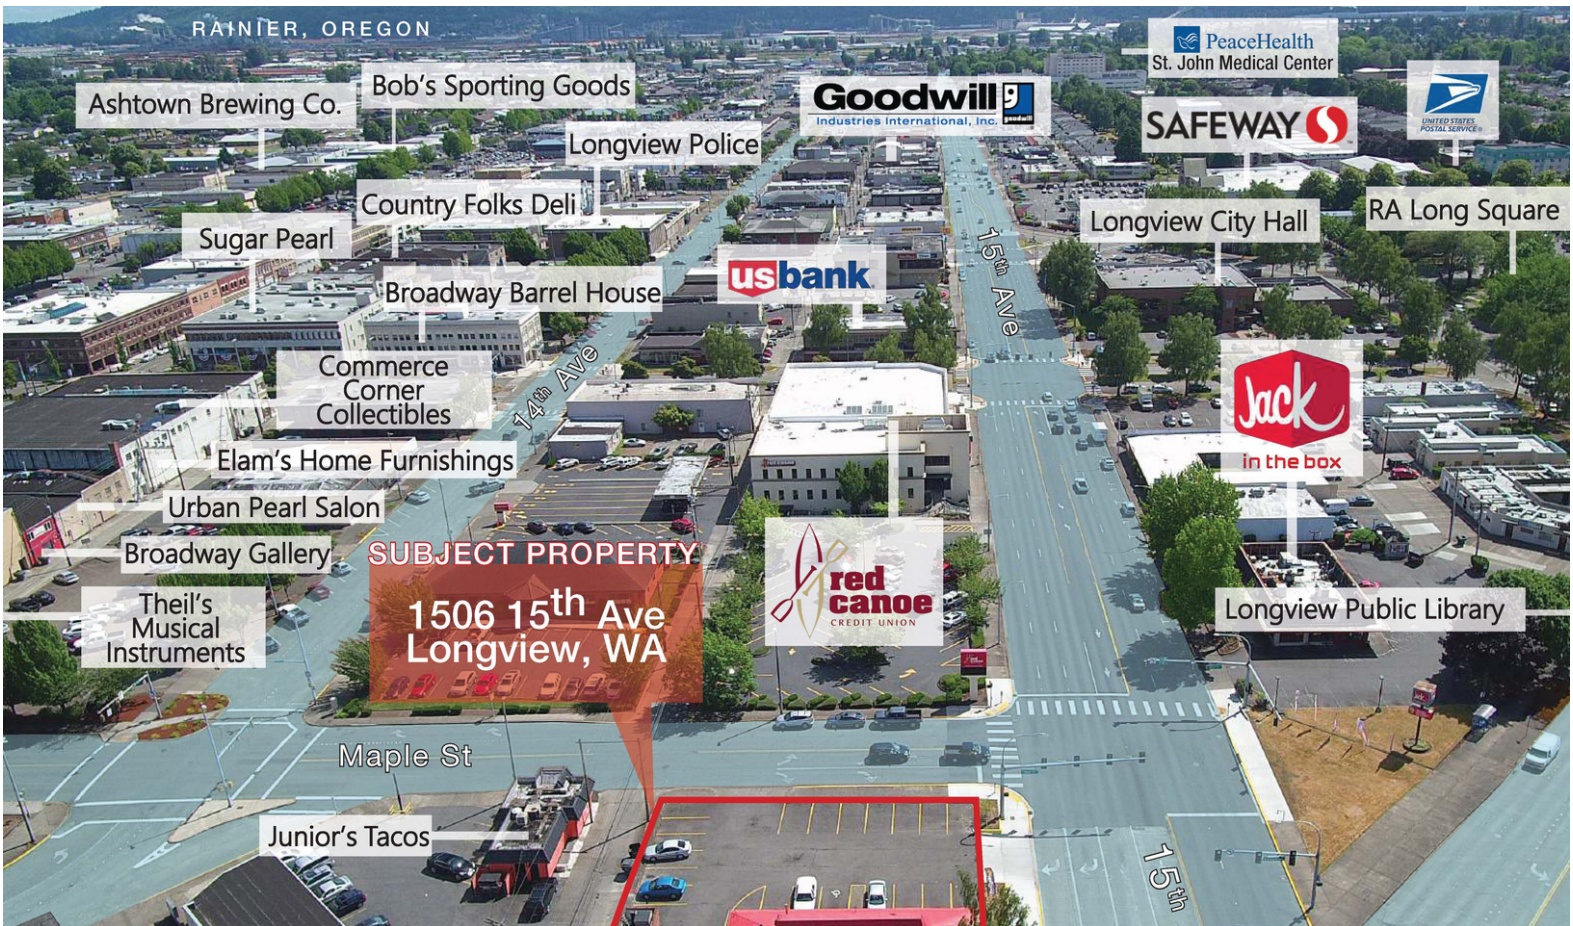 RAINIER, OREGON
PeaceHealth
St. John Medical Center
Bob's Sporting Goods
Ashtown Brewing Co.
Goodwill
Industries International, Inc.
g
goodwill
SAFEWAY
UNITED STATES
POSTAL SERVICE®
Longview Police
Country Folks Deli
Sugar Pearl
Longview City Hall
RA Long Square
15th Ave
usbank
Broadway Barrel House
14th Ave
Commerce
Corner
Collectibles
Jack
in the box
Elam's Home Furnishings
Urban Pearl Salon
Broadway Gallery
SUBJECT PROPERTY
1506 15th Ave
Longview, WA
red
canoe
CREDIT UNION
Theil's
Musical
Instruments
Longview Public Library
Maple St
Junior's Tacos
15th